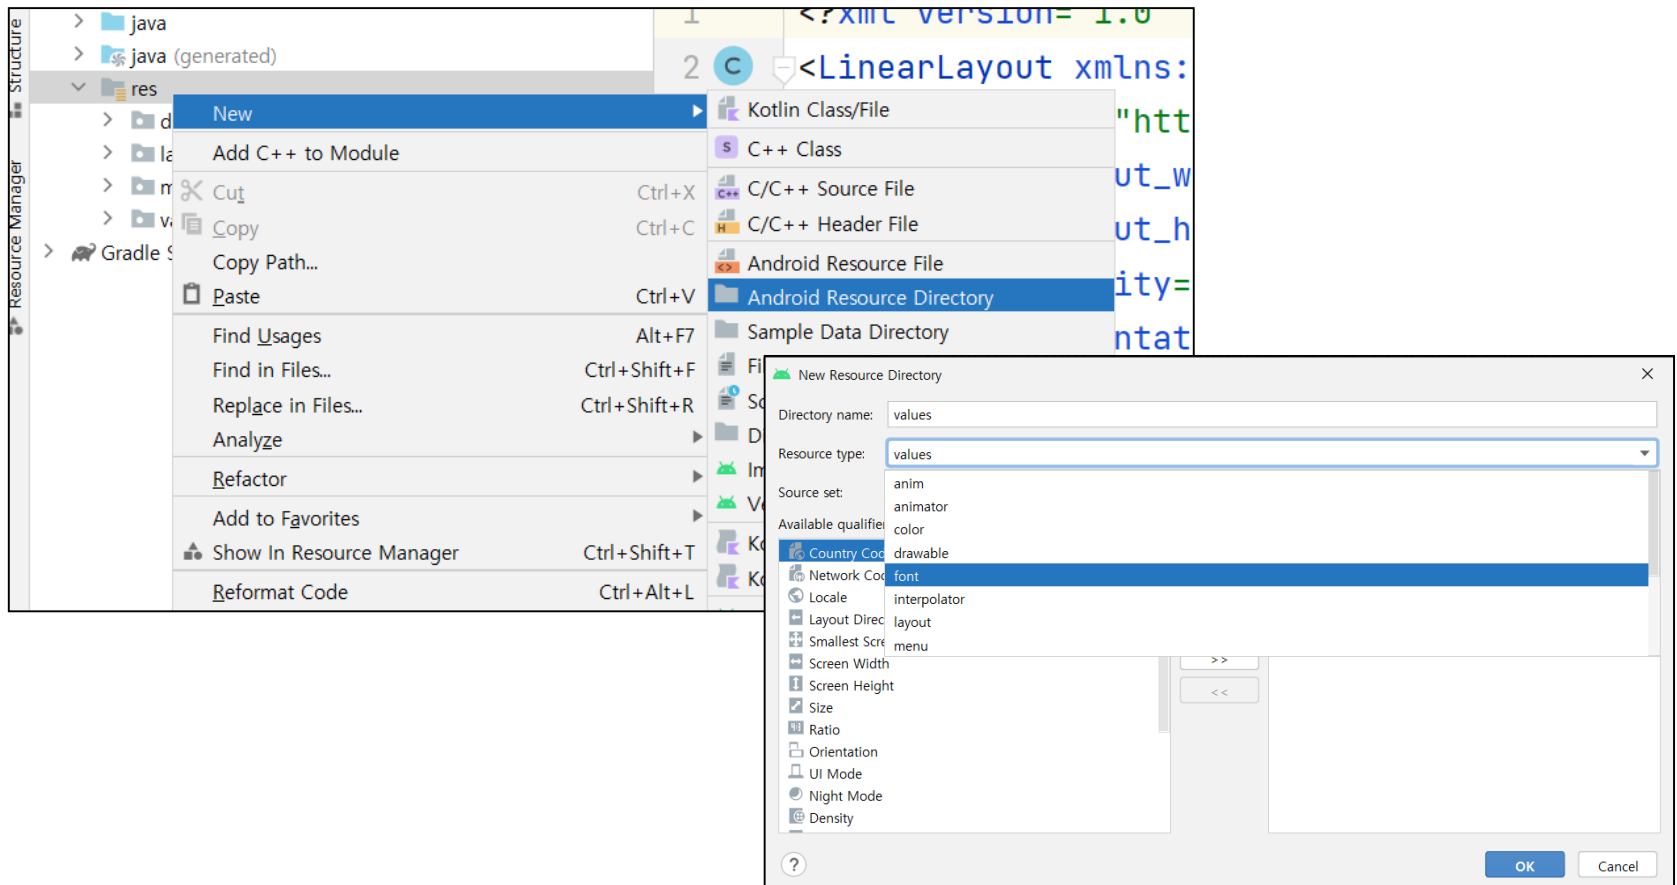 Structure
Resource Manager
java
java (generated)
res
Gradle
1
2
C
<?xml version="1.0
<LinearLayout xmlns:
"htt
ut_w
ut_h
ity=
ntat
New
Add C++ to Module
Cut Ctrl+X
Copy Ctrl+C
Copy Path...
Paste Ctrl+V
Find Usages Alt+F7
Find in Files... Ctrl+Shift+F
Replace in Files... Ctrl+Shift+R
Analyze
Refactor
Add to Favorites
Show In Resource Manager Ctrl+Shift+T
Reformat Code Ctrl+Alt+L
Kotlin Class/File
C++ Class
C/C++ Source File
C/C++ Header File
Android Resource File
Android Resource Directory
Sample Data Directory
New Resource Directory
Directory name: values
Resource type: values
Source set:
Available qualifie
anim
animator
color
drawable
font
interpolator
layout
menu
Country Coc
Network Coc
Locale
Layout Direc
Smallest Scre
Screen Width
Screen Height
Size
Ratio
Orientation
UI Mode
Night Mode
Density
>>
<<
?
OK
Cancel